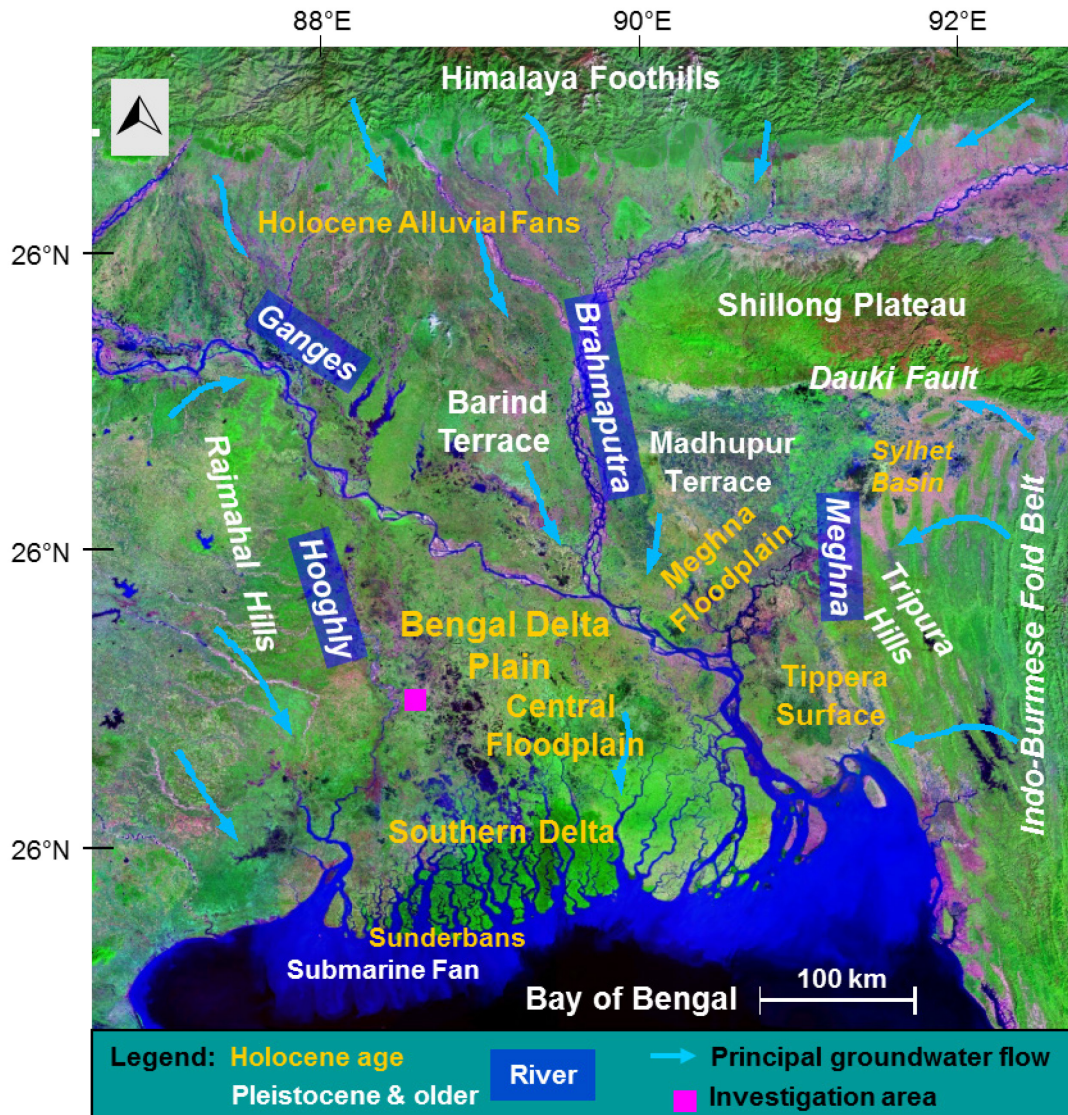 88°E 90°E 92°E
Himalaya Foothills
Holocene Alluvial Fans
26°N
Shillong Plateau
Ganges
Brahmaputra
Dauki Fault
Barind
Terrace
Madhupur
Terrace
Sylhet
Basin
Rajmahal Hills
26°N
Hooghly
Meghna
Floodplain
Meghna
Tripura
Hills
Indo-Burmese Fold Belt
Bengal Delta
Plain
Central
Floodplain
Tippera
Surface
26°N
Southern Delta
Sunderbans
Submarine Fan
Bay of Bengal
100 km
Legend: Holocene age
Pleistocene & older
River
Principal groundwater flow
Investigation area